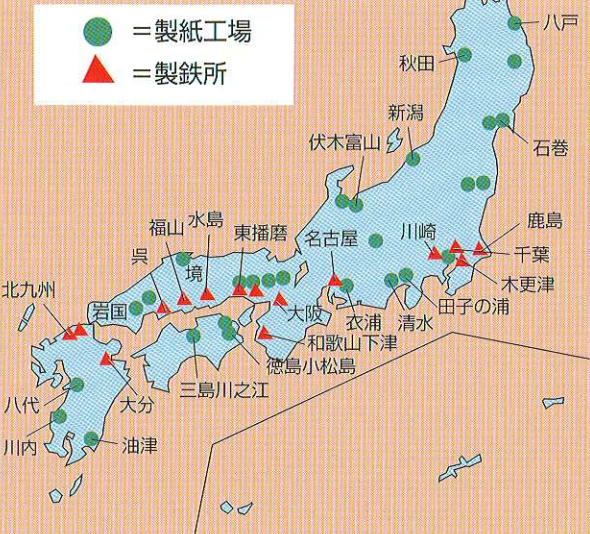 ＝製紙工場
＝製鉄所
八戸
秋田
新潟
石巻
伏木富山
水島
福山
東播磨
名古屋
川崎
鹿島
千葉
呉
木更津
境
北九州
岩国
大阪
田子の浦
衣浦
清水
和歌山下津
徳島小松島
三島川之江
八代
大分
川内
油津